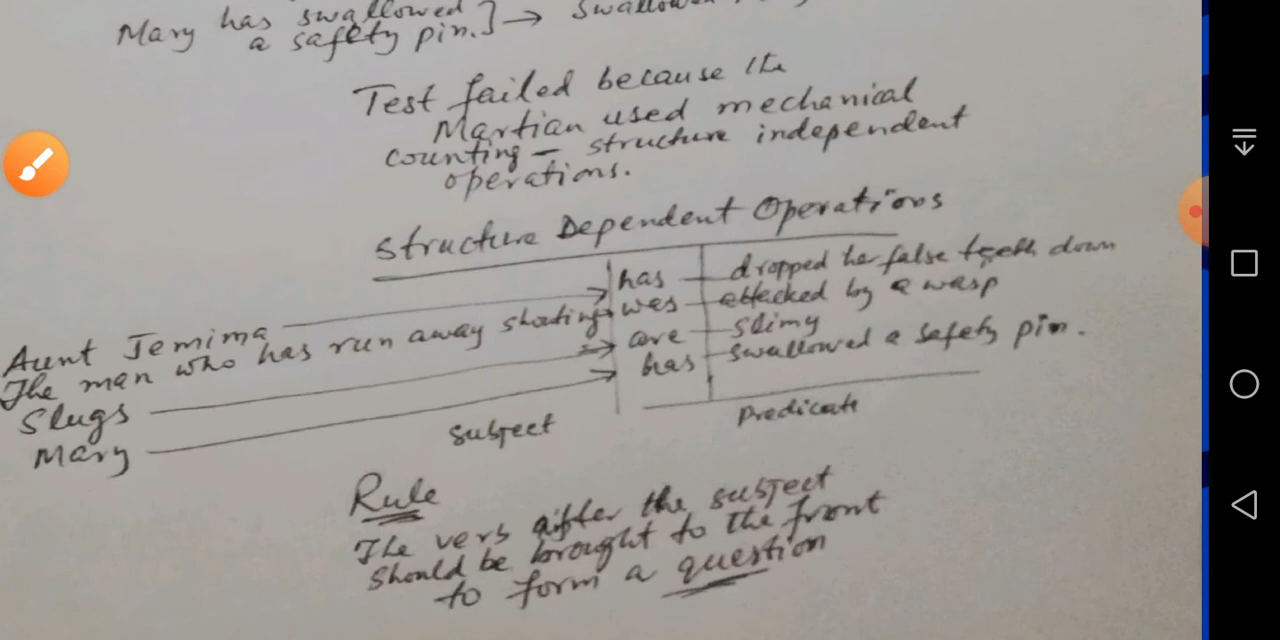 Mary has swallowed
a safety pin.] → Swallowed
Test failed because the
Martian used mechanical
counting – structure independent
operations.
Structure Dependent Operations
Aunt Jemima → has – dropped her false teeth down
The man who has run away shouting → was – attacked by a wasp
Slugs → are – slimy
Mary → has – swallowed a safety pin.
Subject Predicate
Rule
The verb after the subject
should be brought to the front
to form a question